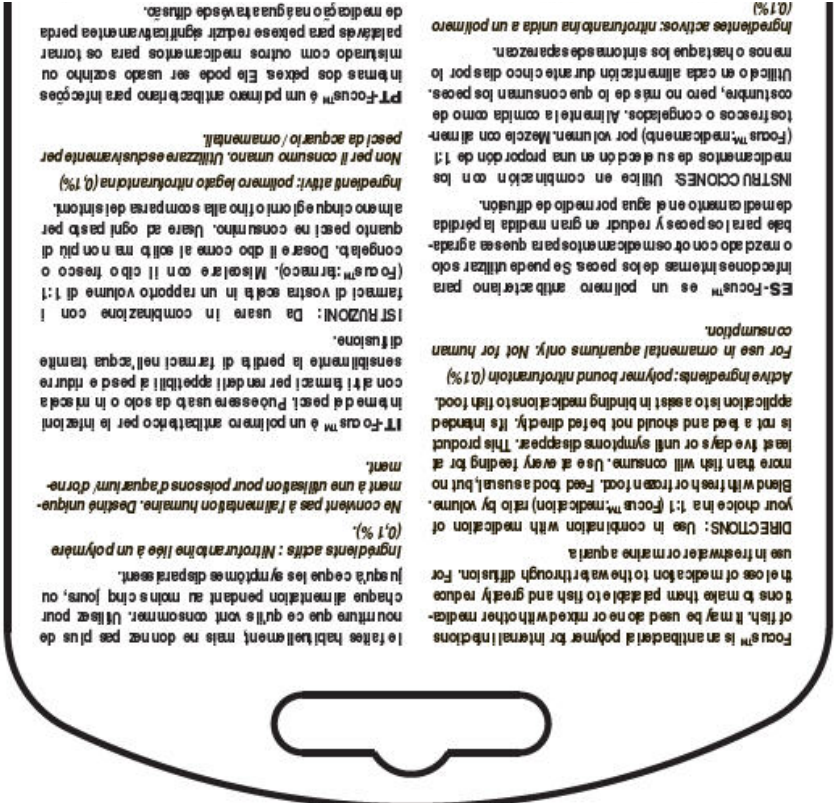 Focus™ is an antibacterial polymer for internal infections
of fish. It may be used alone or mixed with other medica-
tions to make them palatable to fish and greatly reduce
the loss of medication to the water through diffusion. For
use in freshwater or marine aquaria.
DIRECTIONS: Use in combination with medication of
your choice in a 1:1 (Focus™:medication) ratio by volume.
Blend with fresh or frozen food. Feed food as usual, but no
more than fish will consume. Use at every feeding for at
least five days or until symptoms disappear. This product
is not a feed and should not be fed directly. It's intended
application is to assist in binding medications to fish food.
Active ingredients: polymer bound nitrofurantoin (0.1%)
For use in ornamental aquariums only. Not for human
consumption.
ES-Focus™ es un polímero antibacteriano para
infecciones internas de los peces. Se puede utilizar solo
o mezclado con otros medicamentos para que sea agrada-
bale para los peces y reducir en gran medida la pérdida
de medicamento en el agua por medio de difusión.
INSTRUCCIONES: Utilice en combinación con los
medicamentos de su elección en una proporción de 1:1
(Focus™:medicamento) por volumen. Mezcle con alimen-
tos frescos o congelados. Alimente la comida como de
costumbre, pero no más de lo que consuman los peces.
Utilícelo en cada alimentación durante cinco días por lo
menos o hasta que los síntomas desaparezcan.
Ingredientes activos: nitrofurantoína unida a un polímero
(0.1%)
le faites habituellement, mais ne donnez pas plus de
nourriture que ce qu'ils vont consommer. Utilisez pour
chaque alimentation pendant au moins cinq jours, ou
jusqu'à ce que les symptômes disparaissent.
Ingrédients actifs : Nitrofurantoine liée à un polymère
(0,1 %).
Ne convient pas à l'alimentation humaine. Destiné unique-
ment à une utilisation pour poissons d'aquarium/ d'orne-
ment.
IT-Focus™ è un polimero antibatterico per le infezioni
interne dei pesci. Può essere usato da solo o in miscela
con altri farmaci per renderli appetibili ai pesci e ridurre
sensibilmente la perdita di farmaci nell'acqua tramite
diffusione.
ISTRUZIONI: Da usare in combinazione con i
farmaci di vostra scelta in un rapporto volume di 1:1
(Focus™:farmaco). Miscelare con il cibo fresco o
congelato. Dosare il cibo come al solito ma non più di
quanto pesci ne consumino. Usare ad ogni pasto per
almeno cinque giorni o fino alla scomparsa dei sintomi.
Ingredienti attivi: polimero legato nitrofurantoina (0,1%)
Non per il consumo umano. Utilizzare esclusivamente per
pesci da acquario / ornamentali.
PT-Focus™ é um polímero antibacteriano para infecções
internas dos peixes. Ele pode ser usado sozinho ou
misturado com outros medicamentos para os tornar
palatáveis para peixes e reduzir significativamente a perda
de medicação na água através de difusão.